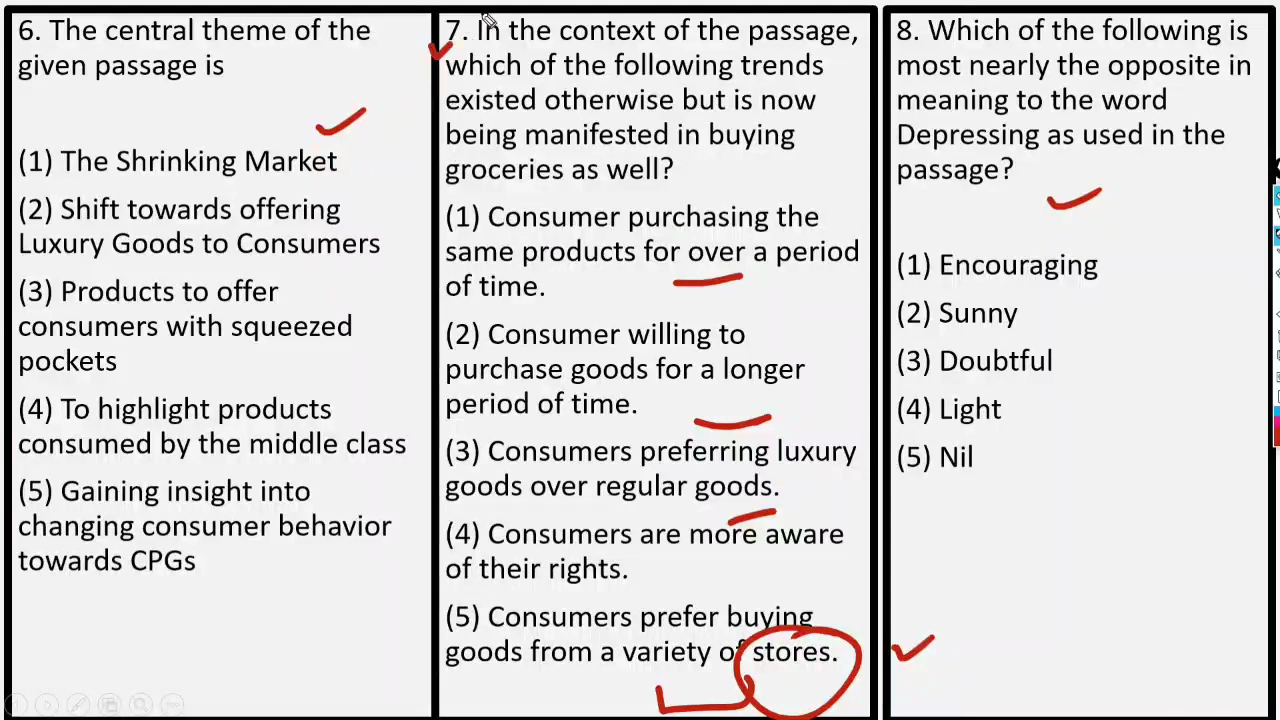 6. The central theme of the
given passage is
(1) The Shrinking Market
(2) Shift towards offering
Luxury Goods to Consumers
(3) Products to offer
consumers with squeezed
pockets
(4) To highlight products
consumed by the middle class
(5) Gaining insight into
changing consumer behavior
towards CPGs
7. In the context of the passage,
which of the following trends
existed otherwise but is now
being manifested in buying
groceries as well?
(1) Consumer purchasing the
same products for over a period
of time.
(2) Consumer willing to
purchase goods for a longer
period of time.
(3) Consumers preferring luxury
goods over regular goods.
(4) Consumers are more aware
of their rights.
(5) Consumers prefer buying
goods from a variety of stores.
8. Which of the following is
most nearly the opposite in
meaning to the word
Depressing as used in the
passage?
(1) Encouraging
(2) Sunny
(3) Doubtful
(4) Light
(5) Nil